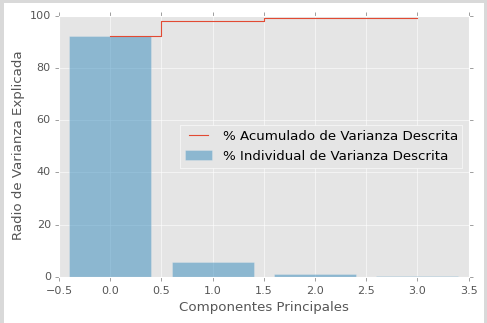 100
80
60
40
20
0
Radio de Varianza Explicada
% Acumulado de Varianza Descrita
% Individual de Varianza Descrita
−0.5 0.0 0.5 1.0 1.5 2.0 2.5 3.0 3.5
Componentes Principales